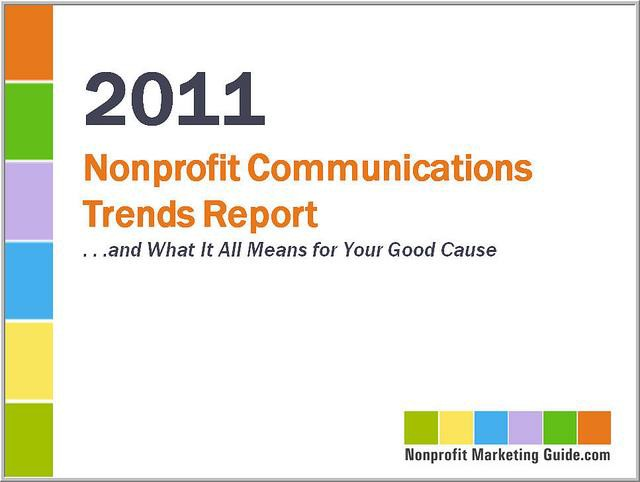 2011
Nonprofit Communications
Trends Report
. . .and What It All Means for Your Good Cause
Nonprofit Marketing Guide.com